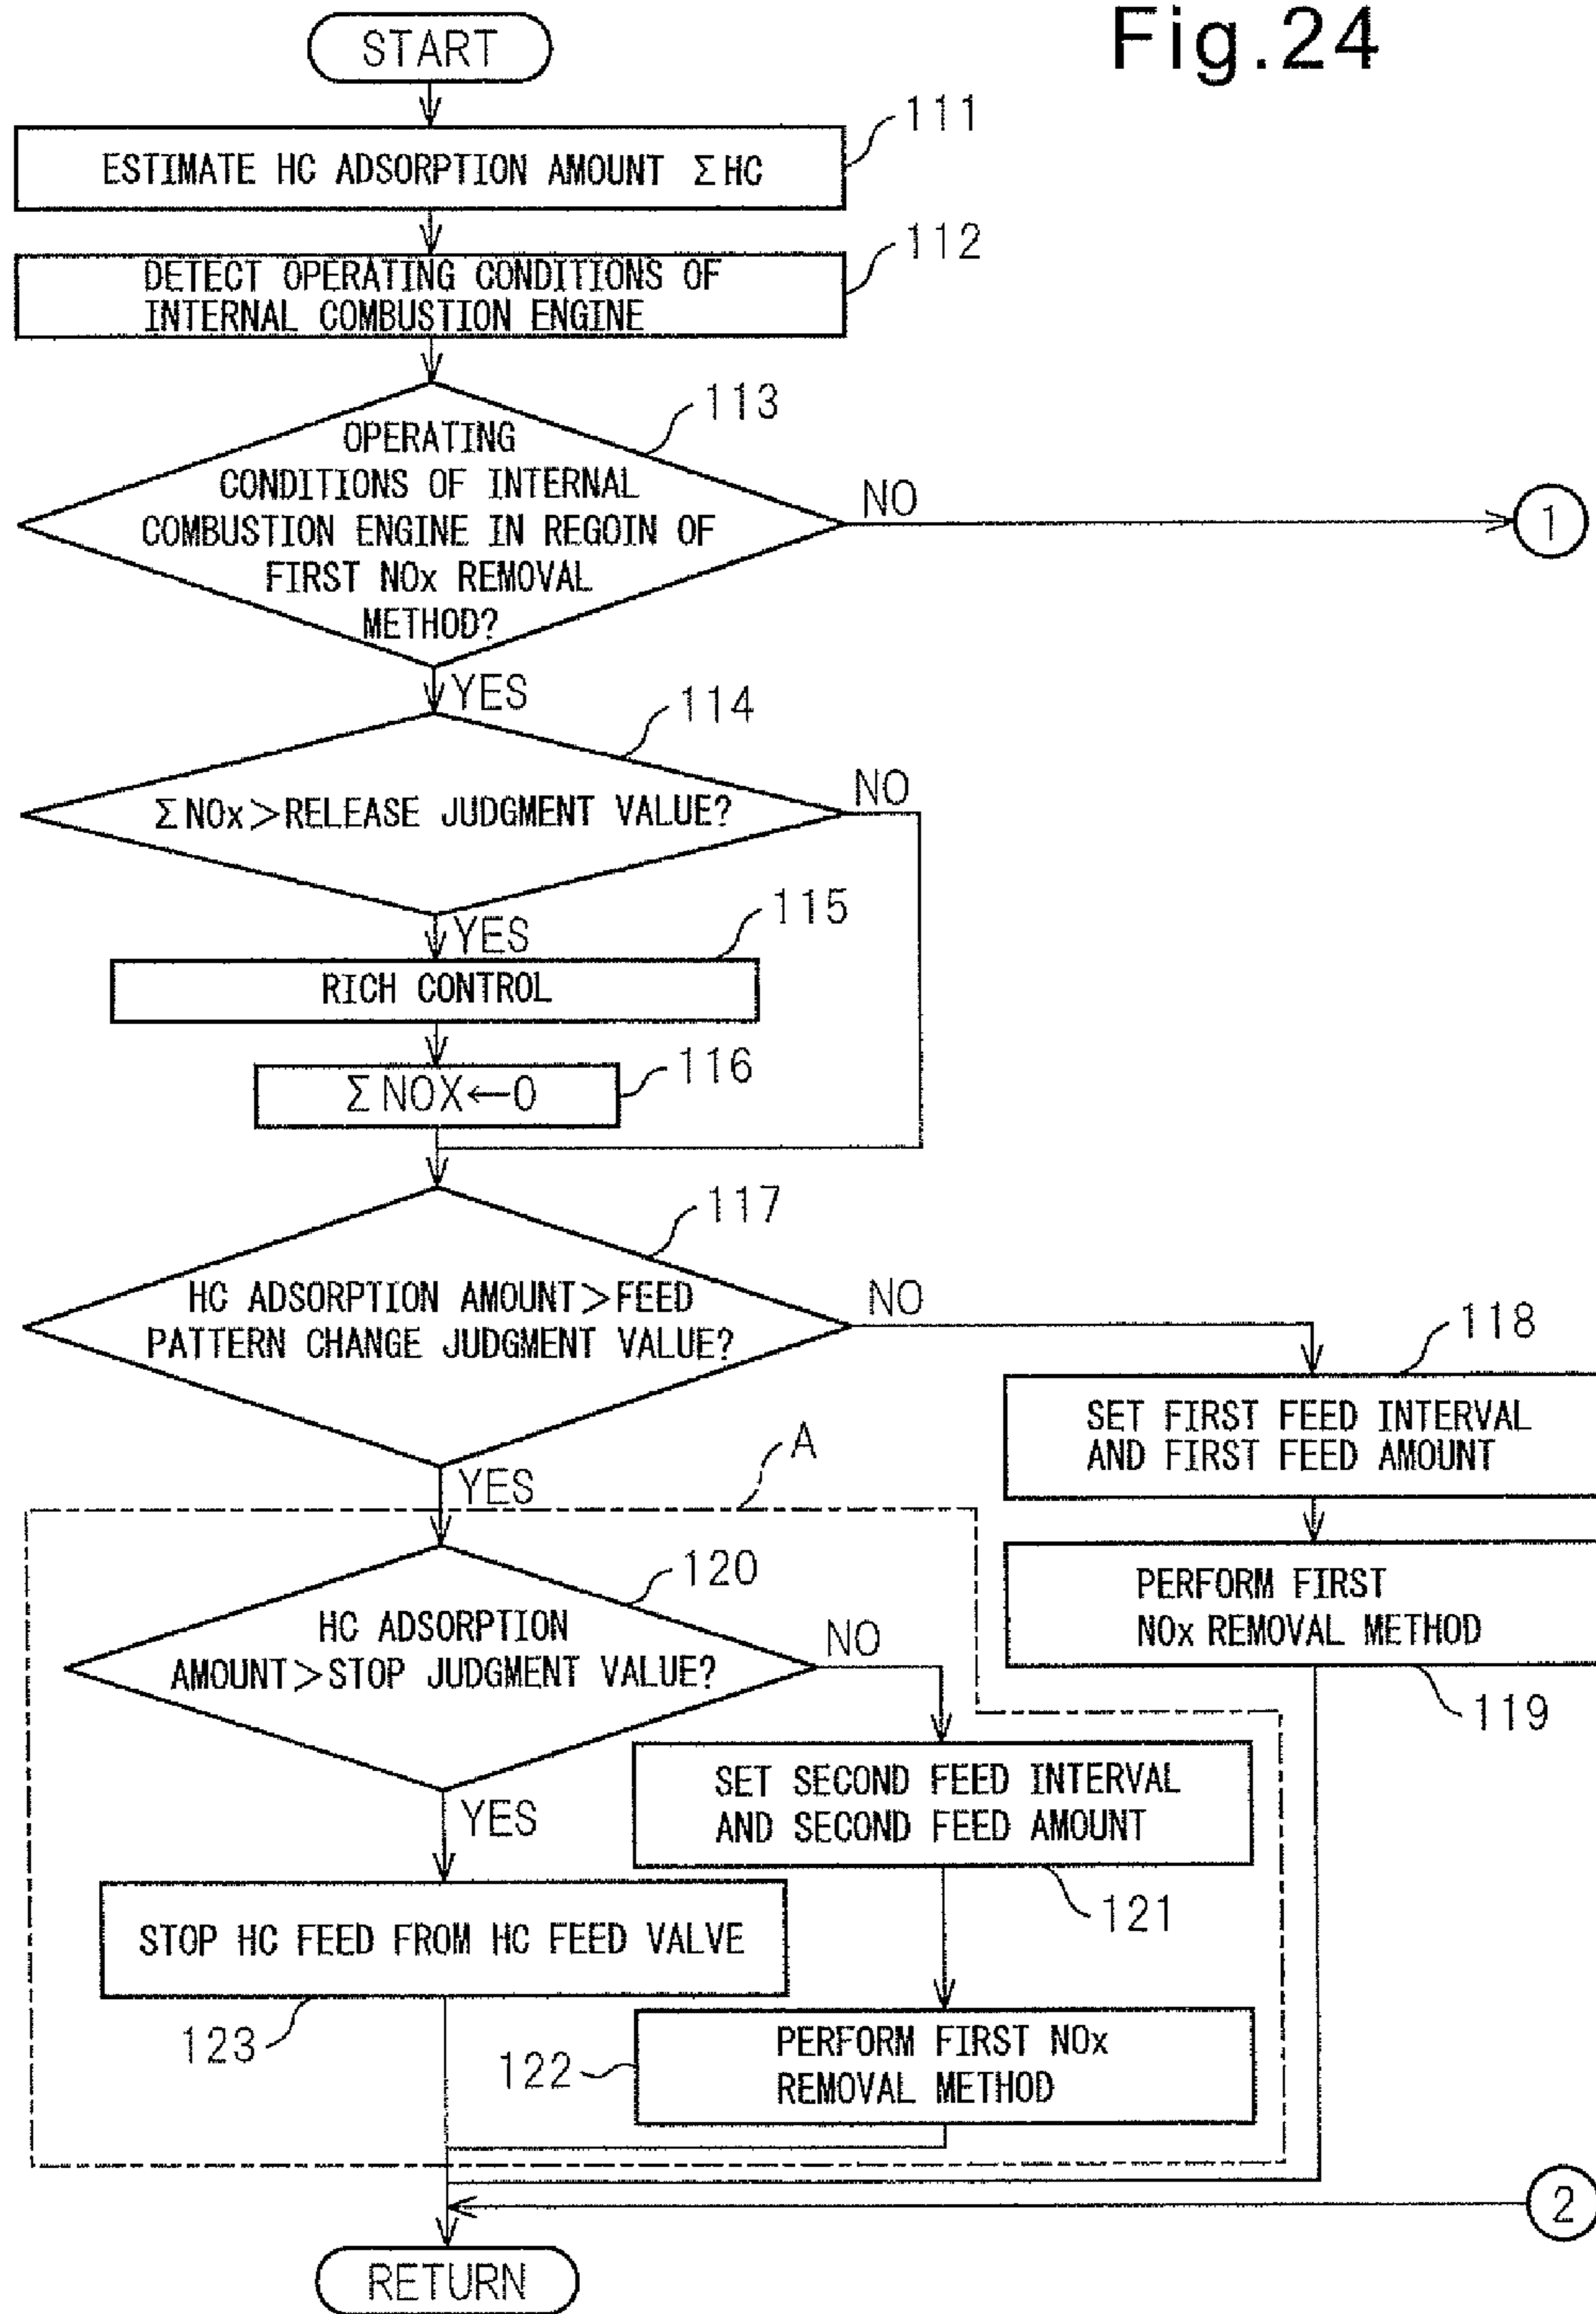 Fig.24
START
111
ESTIMATE HC ADSORPTION AMOUNT ΣHC
112
DETECT OPERATING CONDITIONS OF
INTERNAL COMBUSTION ENGINE
113
OPERATING
CONDITIONS OF INTERNAL
COMBUSTION ENGINE IN REGOIN OF
FIRST NOx REMOVAL
METHOD?
NO
1
YES
114
ΣNOx>RELEASE JUDGMENT VALUE?
NO
YES
115
RICH CONTROL
116
ΣNOX←0
117
HC ADSORPTION AMOUNT>FEED
PATTERN CHANGE JUDGMENT VALUE?
NO
118
SET FIRST FEED INTERVAL
AND FIRST FEED AMOUNT
YES
A
PERFORM FIRST
NOx REMOVAL METHOD
119
120
HC ADSORPTION
AMOUNT>STOP JUDGMENT VALUE?
NO
SET SECOND FEED INTERVAL
AND SECOND FEED AMOUNT
121
YES
STOP HC FEED FROM HC FEED VALVE
123
122
PERFORM FIRST NOx
REMOVAL METHOD
2
RETURN